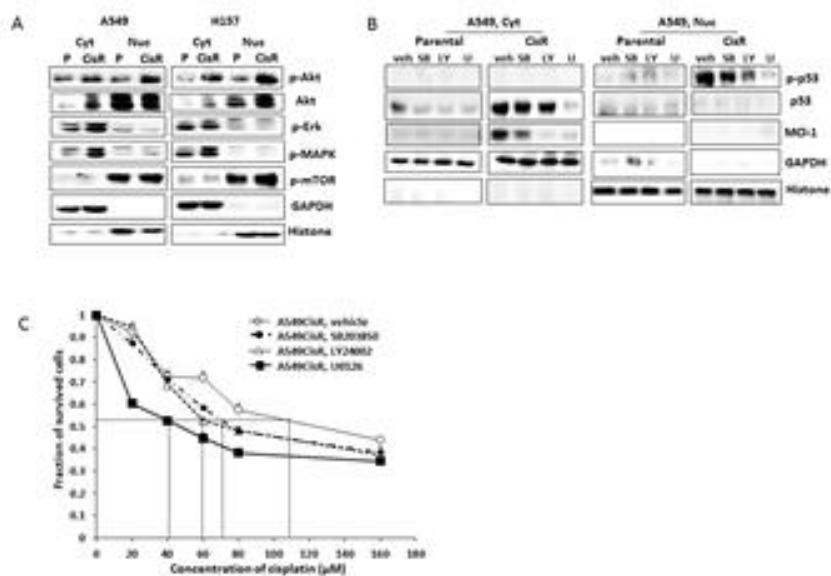 A
A549
H157
Cyt Nuc Cyt Nuc
P CisR P CisR P CisR P CisR
p-Akt
Akt
p-Erk
p-MAPK
p-mTOR
GAPDH
Histone
B
A549, Cyt
A549, Nuc
Parental CisR Parental CisR
veh SB LY U veh SB LY U veh SB LY U veh SB LY U
p-p53
p53
MCl-1
GAPDH
Histone
C
A549CisR, vehicle
A549CisR, SB203850
A549CisR, LY24002
A549CisR, U0126
Fraction of survived cells
1
0.9
0.8
0.7
0.6
0.5
0.4
0.3
0.2
0.1
0
0 20 40 60 80 100 120 140 160 180
Concentration of cisplatin (µM)